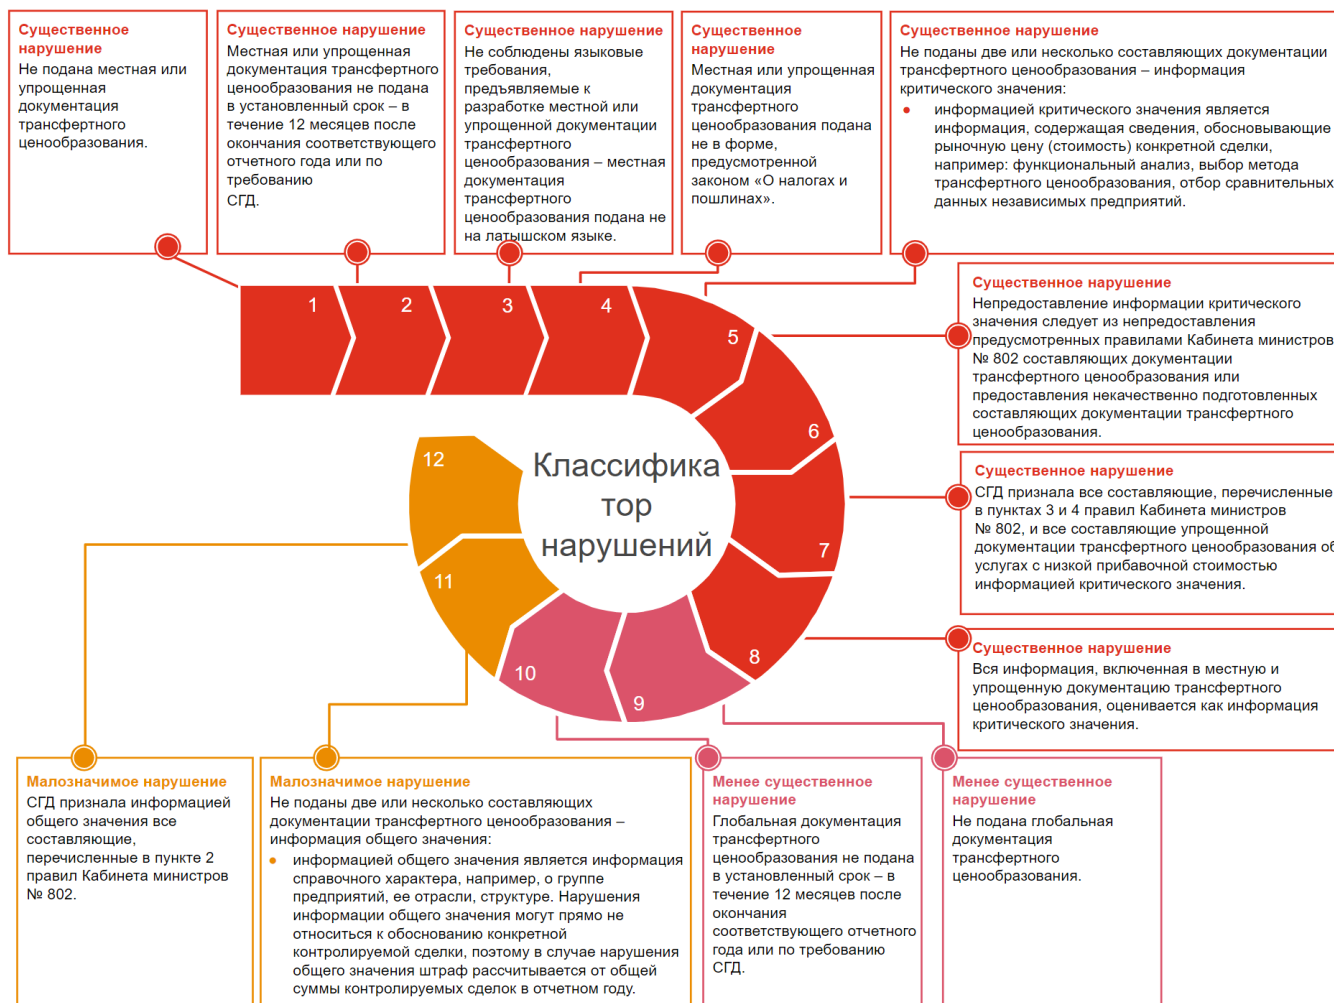 Существенное
нарушение
Не подана местная или
упрощенная
документация
трансфертного
ценообразования.
Существенное нарушение
Местная или упрощенная
документация трансфертного
ценообразования не подана
в установленный срок – в
течение 12 месяцев после
окончания соответствующего
отчетного года или по
требованию
СГД.
Существенное нарушение
Не соблюдены языковые
требования,
предъявляемые к
разработке местной или
упрощенной документации
трансфертного
ценообразования – местная
документация
трансфертного
ценообразования подана не
на латышском языке.
Существенное
нарушение
Местная или упрощенная
документация
трансфертного
ценообразования подана
не в форме,
предусмотренной
законом «О налогах и
пошлинах».
Существенное нарушение
Не поданы две или несколько составляющих документации
трансфертного ценообразования – информация
критического значения:
• информацией критического значения является
информация, содержащая сведения, обосновывающие
рыночную цену (стоимость) конкретной сделки,
например: функциональный анализ, выбор метода
трансфертного ценообразования, отбор сравнительных
данных независимых предприятий.
1
2
3
4
5
6
7
8
9
10
11
12
Классифика
тор
нарушений
Существенное нарушение
Непредоставление информации критического
значения следует из непредоставления
предусмотренных правилами Кабинета министров
№ 802 составляющих документации
трансфертного ценообразования или
предоставления некачественно подготовленных
составляющих документации трансфертного
ценообразования.
Существенное нарушение
СГД признала все составляющие, перечисленные
в пунктах 3 и 4 правил Кабинета министров
№ 802, и все составляющие упрощенной
документации трансфертного ценообразования об
услугах с низкой прибавочной стоимостью
информацией критического значения.
Существенное нарушение
Вся информация, включенная в местную и
упрощенную документацию трансфертного
ценообразования, оценивается как информация
критического значения.
Малозначимое нарушение
СГД признала информацией
общего значения все
составляющие,
перечисленные в пункте 2
правил Кабинета министров
№ 802.
Малозначимое нарушение
Не поданы две или несколько составляющих
документации трансфертного ценообразования –
информация общего значения:
• информацией общего значения является информация
справочного характера, например, о группе
предприятий, ее отрасли, структуре. Нарушения
информации общего значения могут прямо не
относиться к обоснованию конкретной
контролируемой сделки, поэтому в случае нарушения
общего значения штраф рассчитывается от общей
суммы контролируемых сделок в отчетном году.
Менее существенное
нарушение
Глобальная документация
трансфертного
ценообразования не подана
в установленный срок – в
течение 12 месяцев после
окончания
соответствующего отчетного
года или по требованию
СГД.
Менее существенное
нарушение
Не подана глобальная
документация
трансфертного
ценообразования.